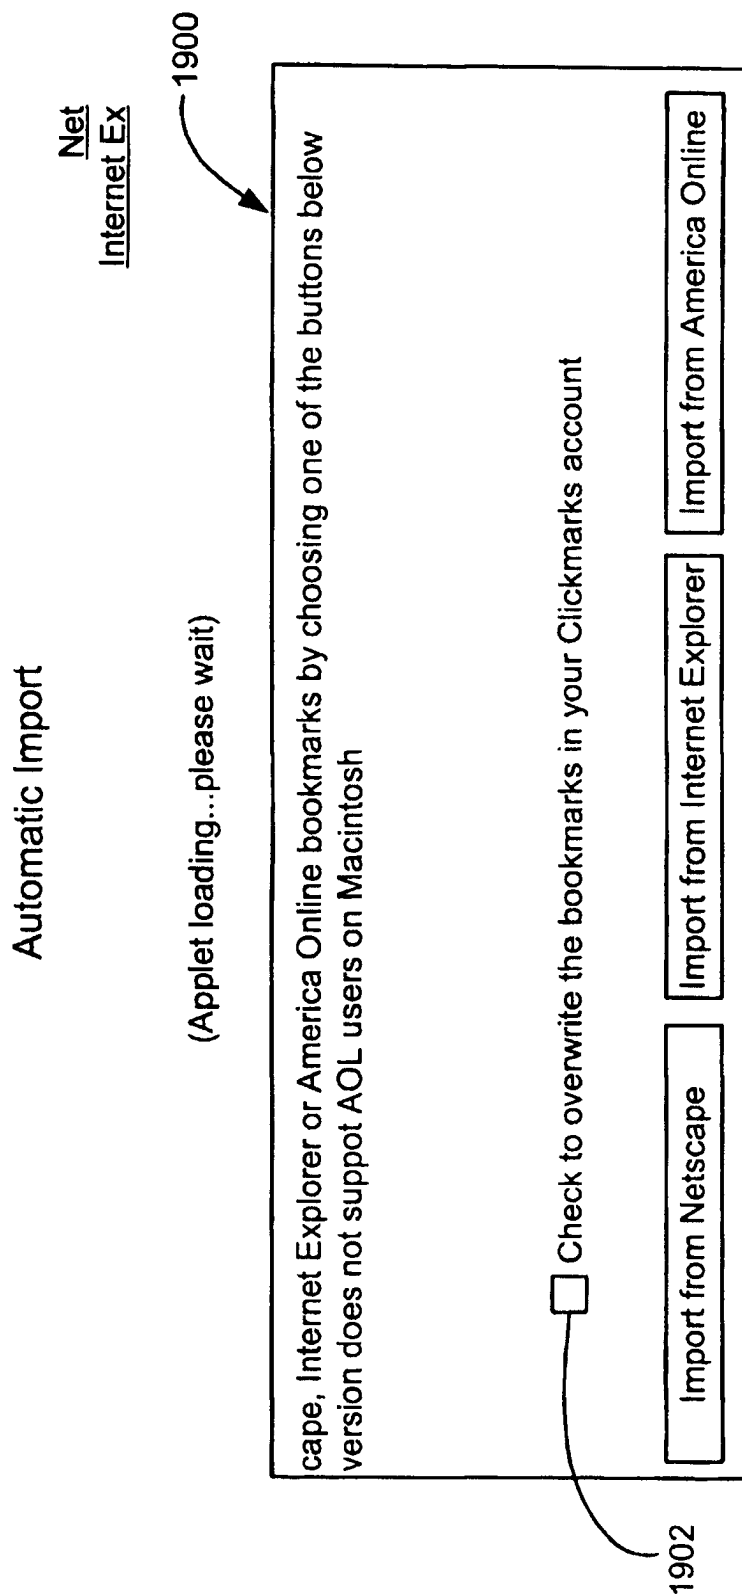 Automatic Import
Net
Internet Ex
(Applet loading...please wait)
1900
cape, Internet Explorer or America Online bookmarks by choosing one of the buttons below
version does not suppot AOL users on Macintosh
Check to overwrite the bookmarks in your Clickmarks account
1902
Import from Netscape
Import from Internet Explorer
Import from America Online